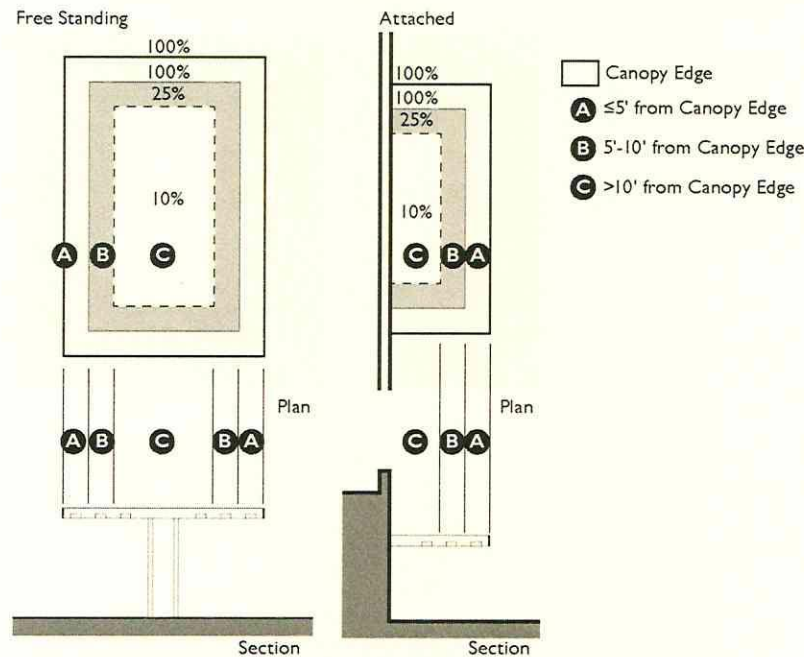 Free Standing
100%
100%
25%
10%
A B C
Plan
A B C B A
Section
Attached
100%
100%
25%
10%
C B A
Plan
C B A
Section
Canopy Edge
A ≤5' from Canopy Edge
B 5'-10' from Canopy Edge
C >10' from Canopy Edge